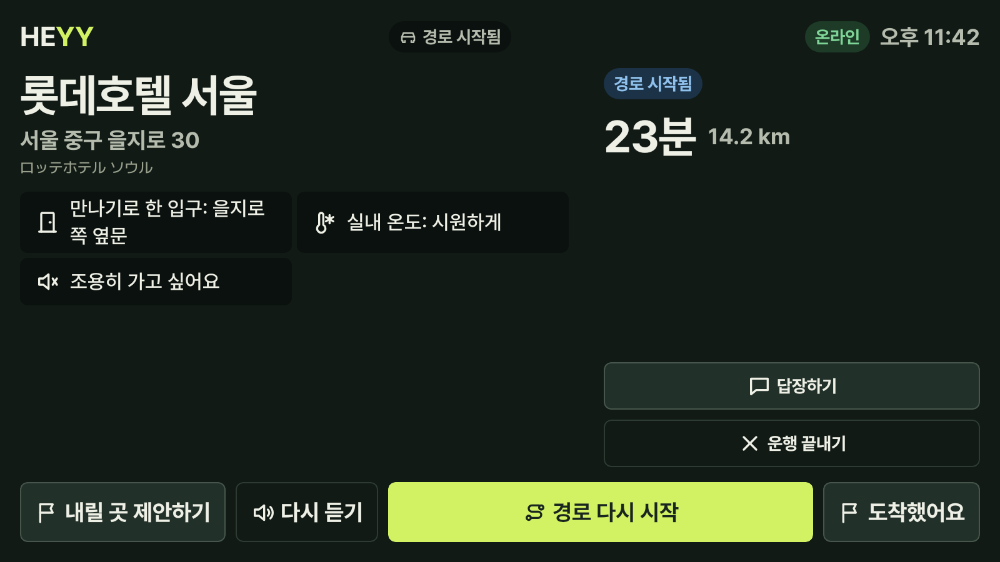 HEYY
경로 시작됨
온라인
오후 11:42
롯데호텔 서울
서울 중구 을지로 30
ロッテホテル ソウル
경로 시작됨
23분 14.2 km
만나기로 한 입구: 을지로
쪽 옆문
실내 온도: 시원하게
조용히 가고 싶어요
답장하기
운행 끝내기
내릴 곳 제안하기
다시 듣기
경로 다시 시작
도착했어요